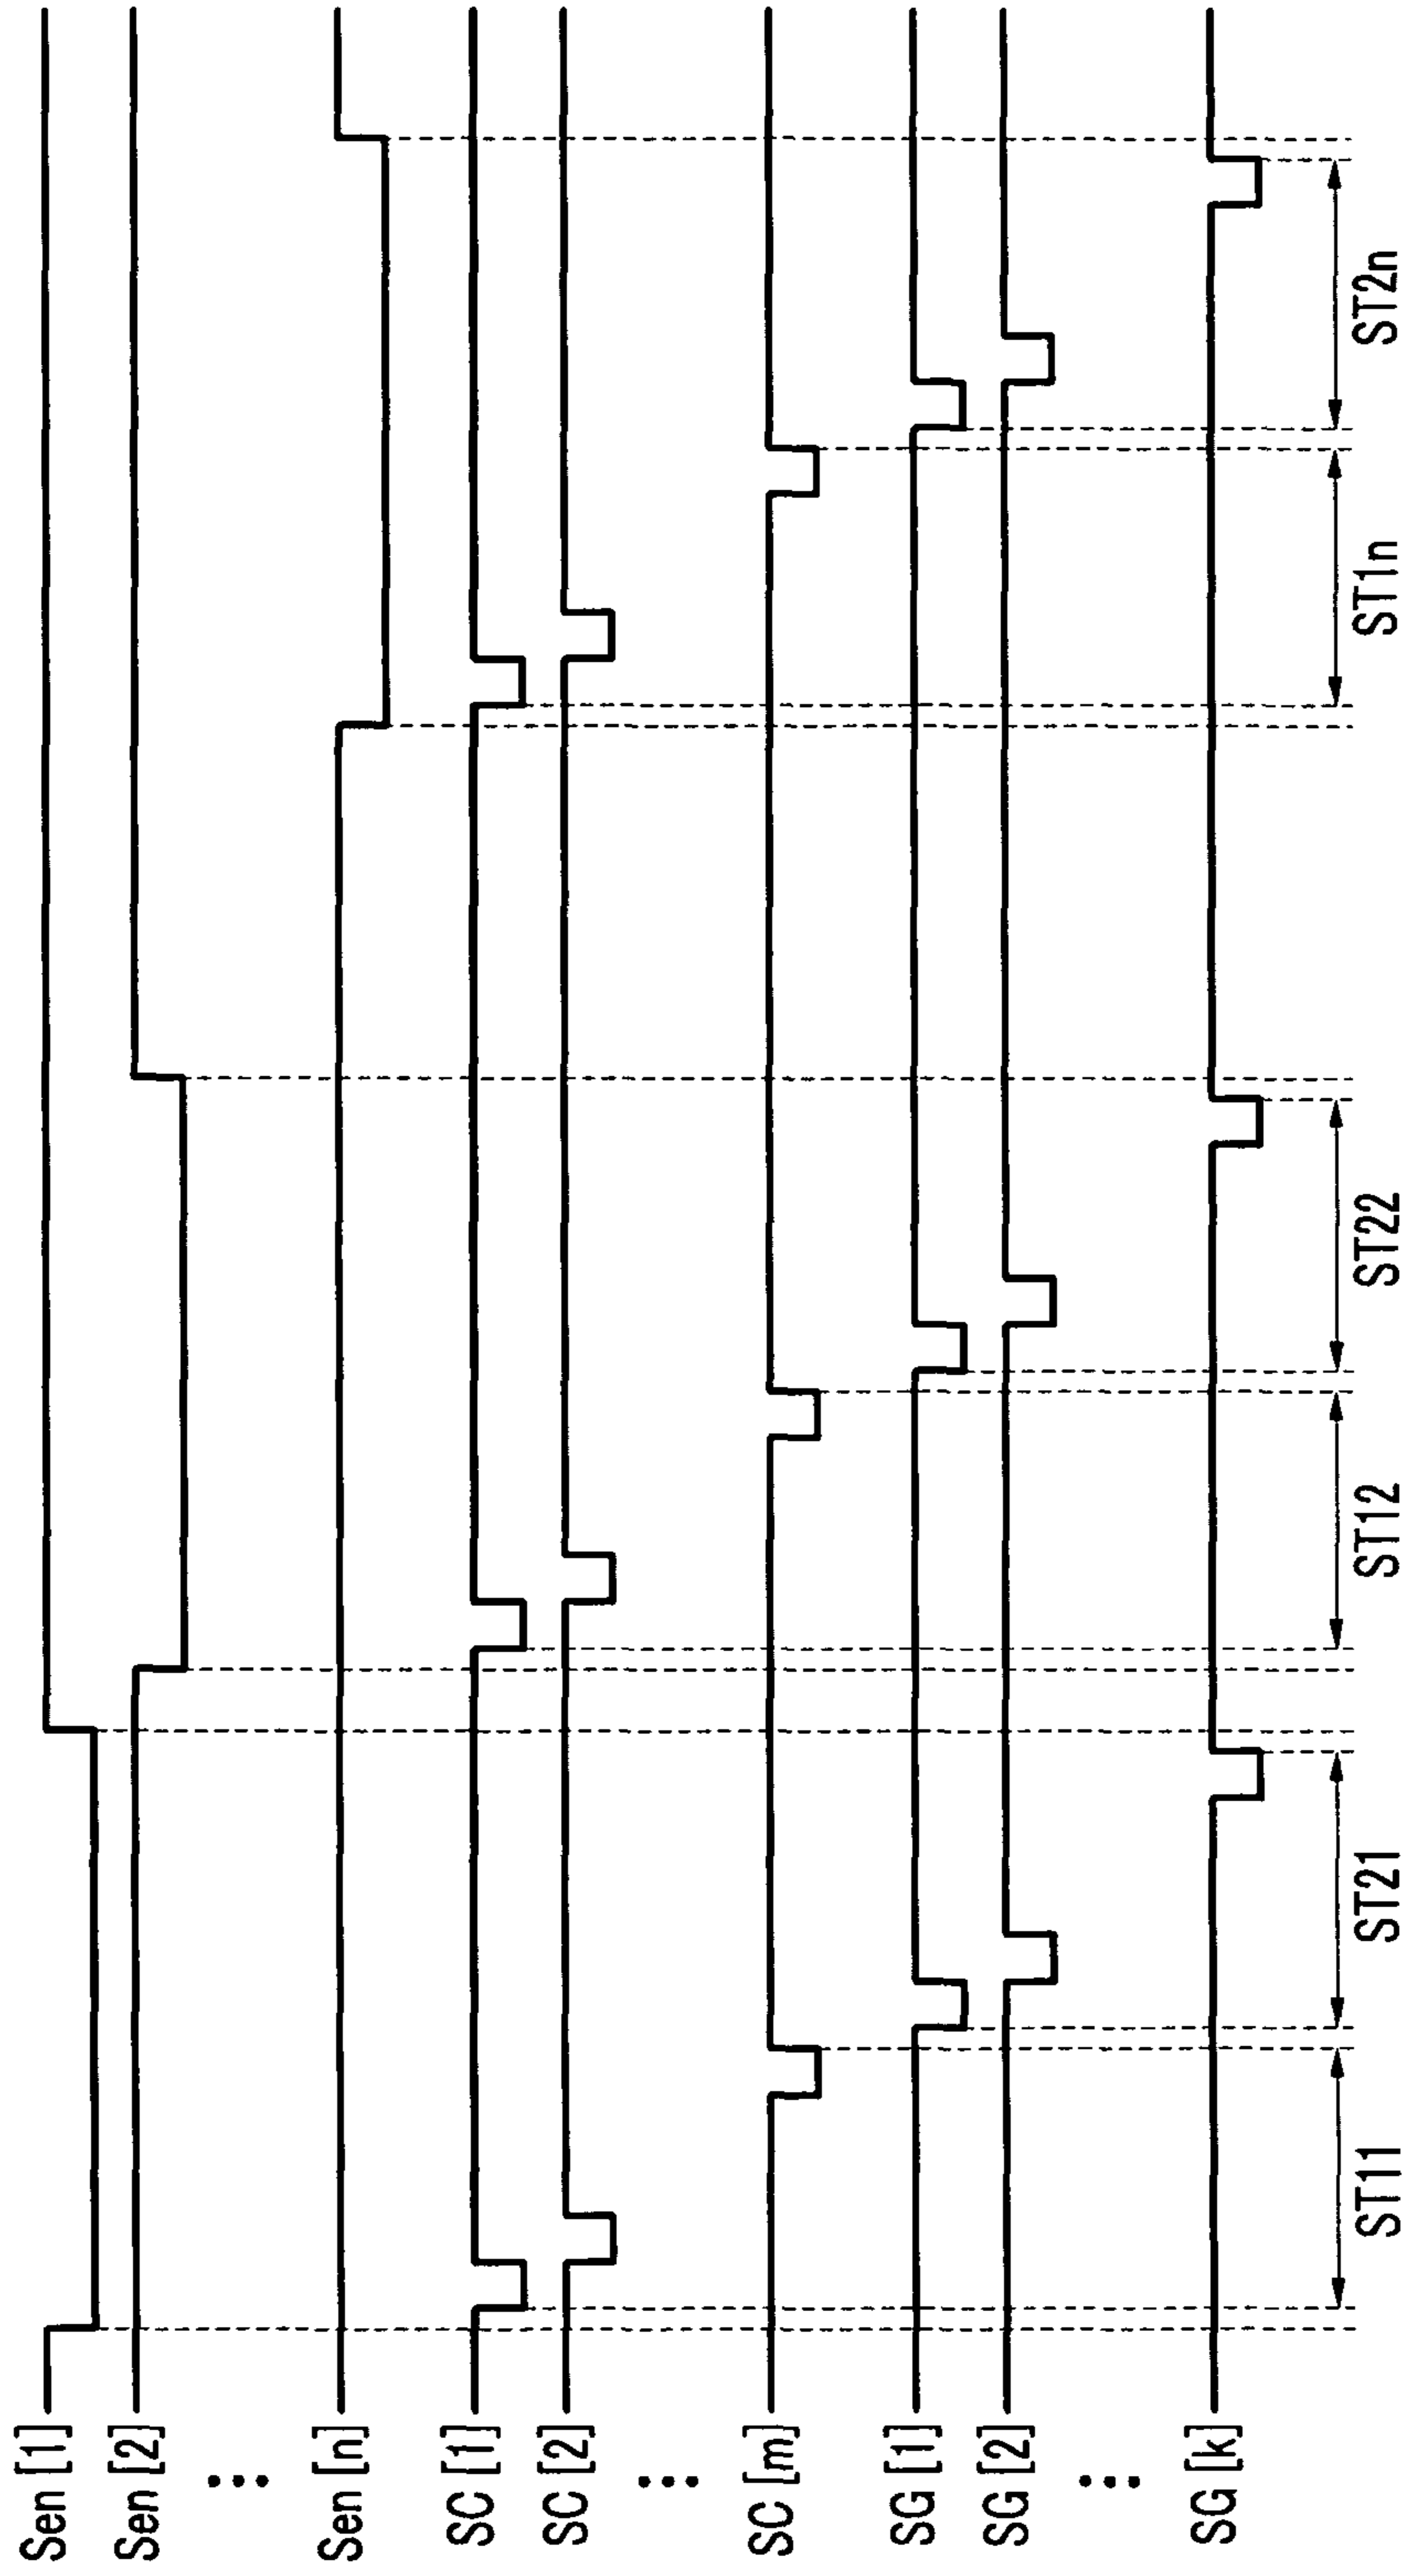 Sen [1]
Sen [2]
Sen [n]
SC [1]
SC [2]
SC [m]
SG [1]
SG [2]
SG [k]
ST11
ST21
ST12
ST22
ST1n
ST2n